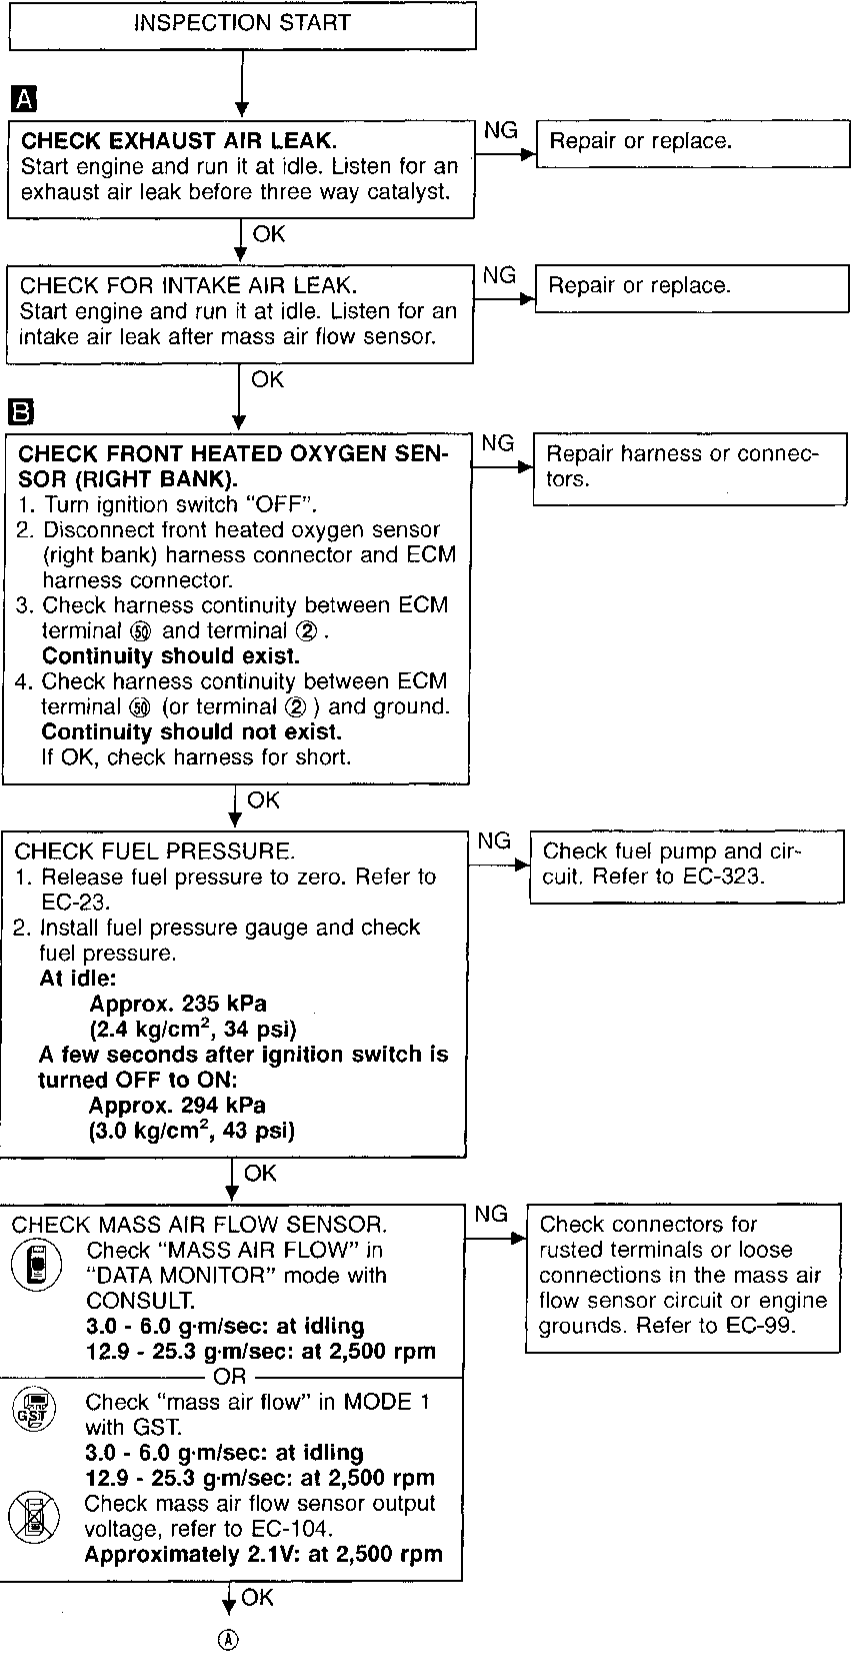 INSPECTION START
A
CHECK EXHAUST AIR LEAK.
Start engine and run it at idle. Listen for an
exhaust air leak before three way catalyst.
NG
Repair or replace.
OK
CHECK FOR INTAKE AIR LEAK.
Start engine and run it at idle. Listen for an
intake air leak after mass air flow sensor.
NG
Repair or replace.
OK
B
CHECK FRONT HEATED OXYGEN SEN-
SOR (RIGHT BANK).
1. Turn ignition switch “OFF”.
2. Disconnect front heated oxygen sensor
(right bank) harness connector and ECM
harness connector.
3. Check harness continuity between ECM
terminal 50 and terminal 2 .
Continuity should exist.
4. Check harness continuity between ECM
terminal 50 (or terminal 2 ) and ground.
Continuity should not exist.
If OK, check harness for short.
NG
Repair harness or connec-
tors.
OK
CHECK FUEL PRESSURE.
1. Release fuel pressure to zero. Refer to
EC-23.
2. Install fuel pressure gauge and check
fuel pressure.
At idle:
Approx. 235 kPa
(2.4 kg/cm², 34 psi)
A few seconds after ignition switch is
turned OFF to ON:
Approx. 294 kPa
(3.0 kg/cm², 43 psi)
NG
Check fuel pump and cir-
cuit. Refer to EC-323.
OK
CHECK MASS AIR FLOW SENSOR.
Check “MASS AIR FLOW” in
“DATA MONITOR” mode with
CONSULT.
3.0 - 6.0 g·m/sec: at idling
12.9 - 25.3 g·m/sec: at 2,500 rpm
OR
GST
Check “mass air flow” in MODE 1
with GST.
3.0 - 6.0 g·m/sec: at idling
12.9 - 25.3 g·m/sec: at 2,500 rpm
Check mass air flow sensor output
voltage, refer to EC-104.
Approximately 2.1V: at 2,500 rpm
NG
Check connectors for
rusted terminals or loose
connections in the mass air
flow sensor circuit or engine
grounds. Refer to EC-99.
OK
A